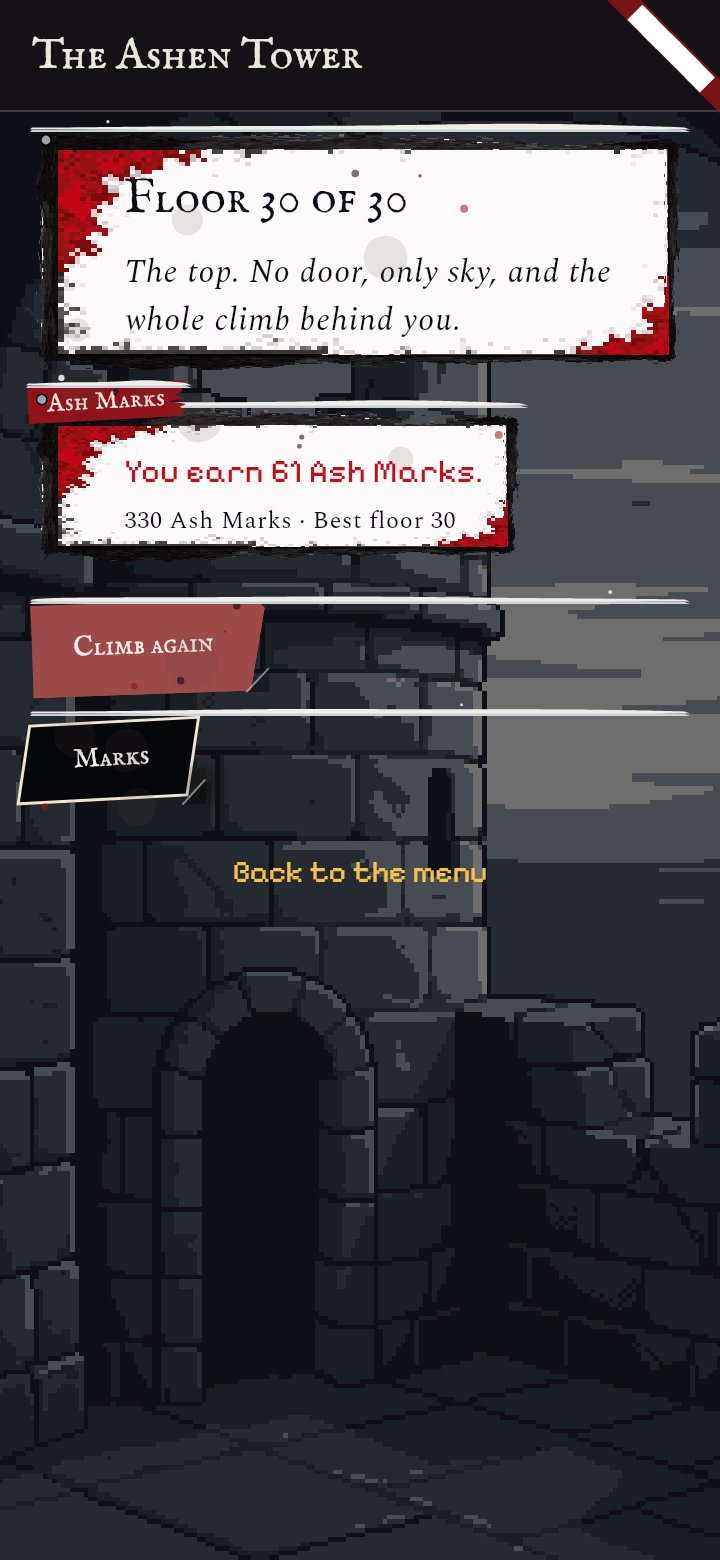 The Ashen Tower
Floor 30 of 30
The top. No door, only sky, and the
whole climb behind you.
Ash Marks
You earn 61 Ash Marks.
330 Ash Marks · Best floor 30
Climb again
Marks
Back to the menu